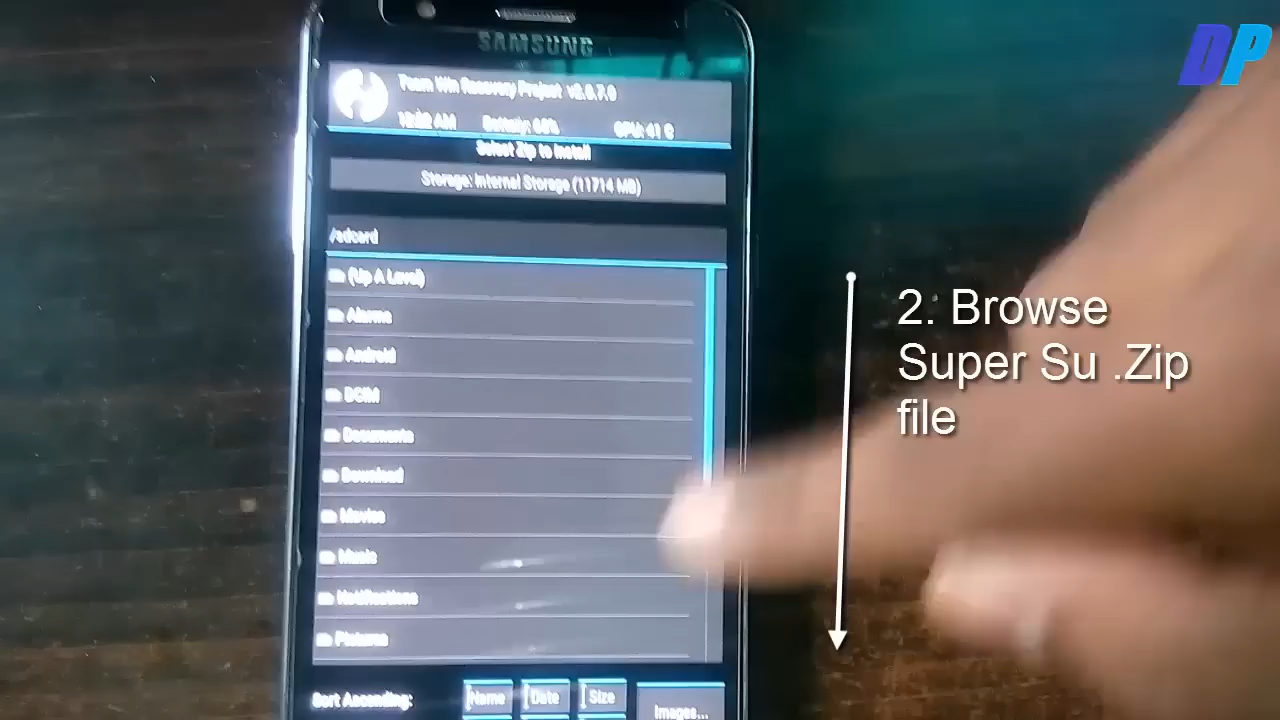 DP
SAMSUNG
Team Win Recovery Project v2.8.7.0
AM Battery: CPU: 41 C
Select Zip to Install
Storage: Internal Storage (11714 MB)
/sdcard
(Up A Level)
Alarms
Android
DCIM
Documents
Download
Movies
Music
Notifications
Pictures
Sort Ascending: Name Date Size
Images...
2. Browse
Super Su .Zip
file